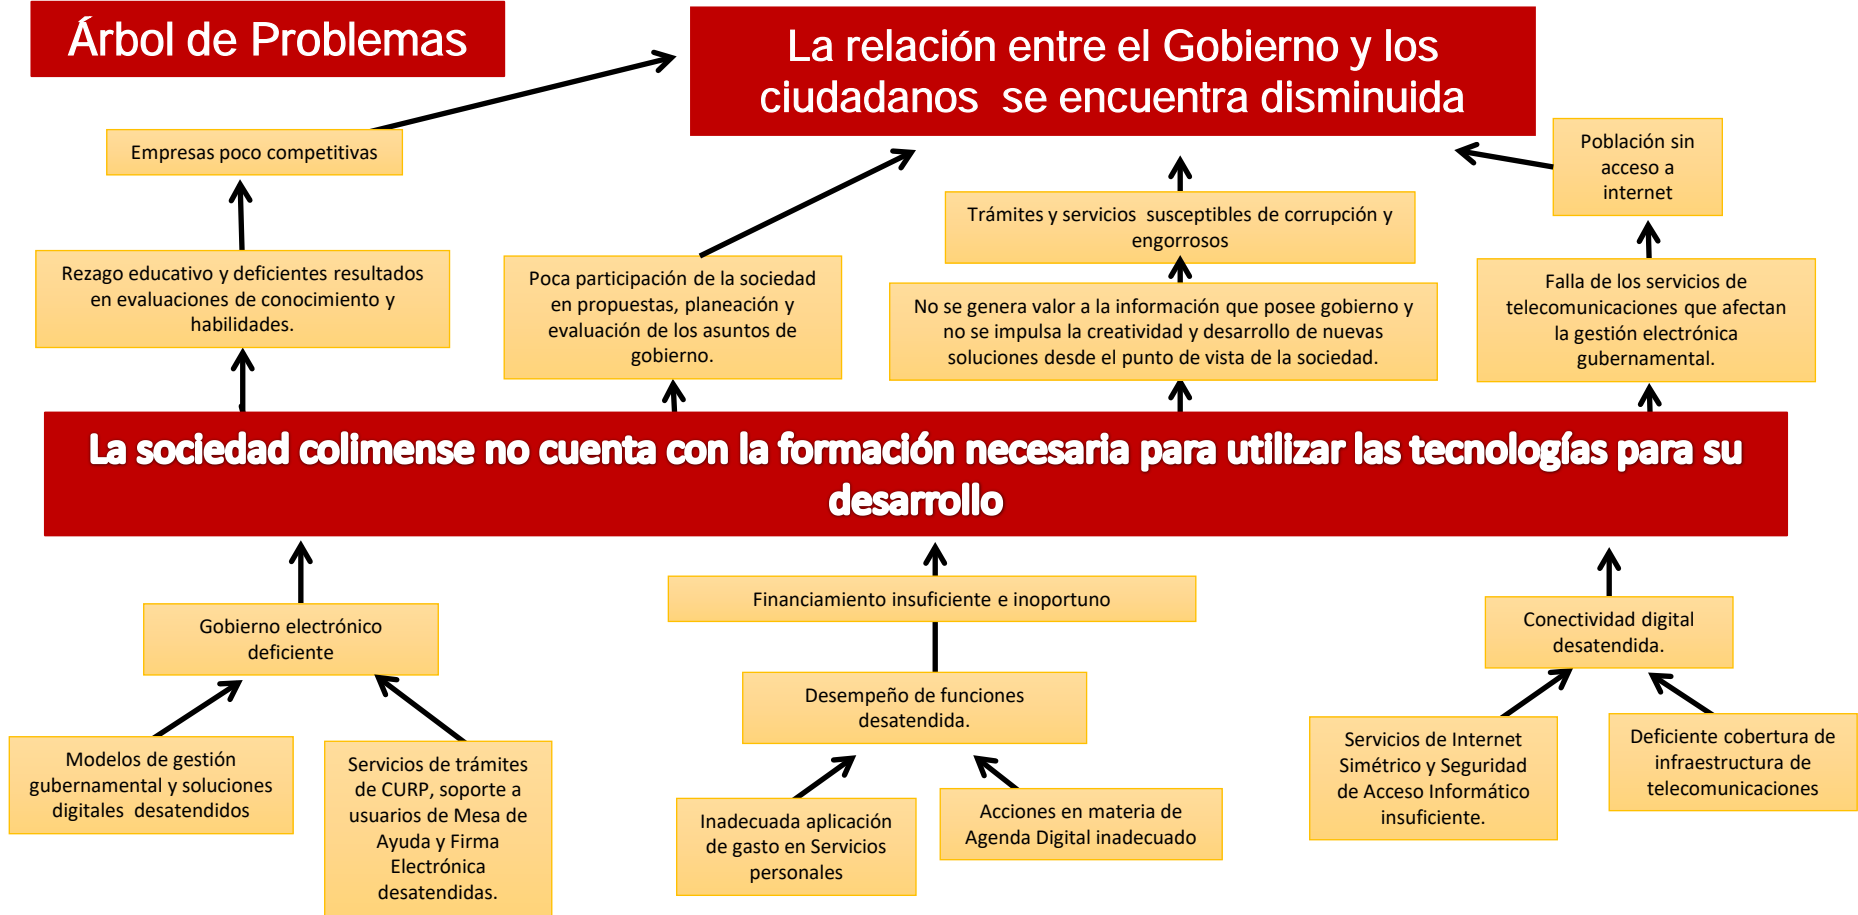 Árbol de Problemas
La relación entre el Gobierno y los
ciudadanos se encuentra disminuida
Empresas poco competitivas
Población sin
acceso a
internet
Trámites y servicios susceptibles de corrupción y
engorrosos
Rezago educativo y deficientes resultados
en evaluaciones de conocimiento y
habilidades.
Poca participación de la sociedad
en propuestas, planeación y
evaluación de los asuntos de
gobierno.
No se genera valor a la información que posee gobierno y
no se impulsa la creatividad y desarrollo de nuevas
soluciones desde el punto de vista de la sociedad.
Falla de los servicios de
telecomunicaciones que afectan
la gestión electrónica
gubernamental.
La sociedad colimense no cuenta con la formación necesaria para utilizar las tecnologías para su
desarrollo
Gobierno electrónico
deficiente
Financiamiento insuficiente e inoportuno
Conectividad digital
desatendida.
Desempeño de funciones
desatendida.
Modelos de gestión
gubernamental y soluciones
digitales desatendidos
Servicios de trámites
de CURP, soporte a
usuarios de Mesa de
Ayuda y Firma
Electrónica
desatendidas.
Inadecuada aplicación
de gasto en Servicios
personales
Acciones en materia de
Agenda Digital inadecuado
Servicios de Internet
Simétrico y Seguridad
de Acceso Informático
insuficiente.
Deficiente cobertura de
infraestructura de
telecomunicaciones